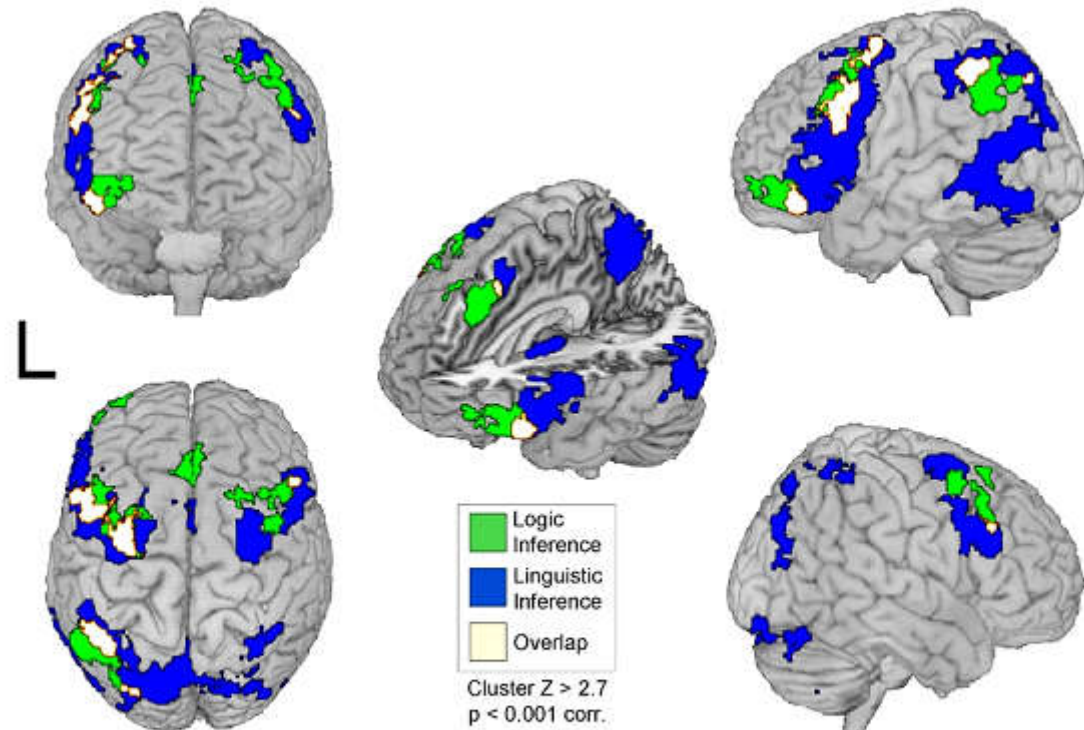 L
Logic
Inference
Linguistic
Inference
Overlap
Cluster Z > 2.7
p < 0.001 corr.